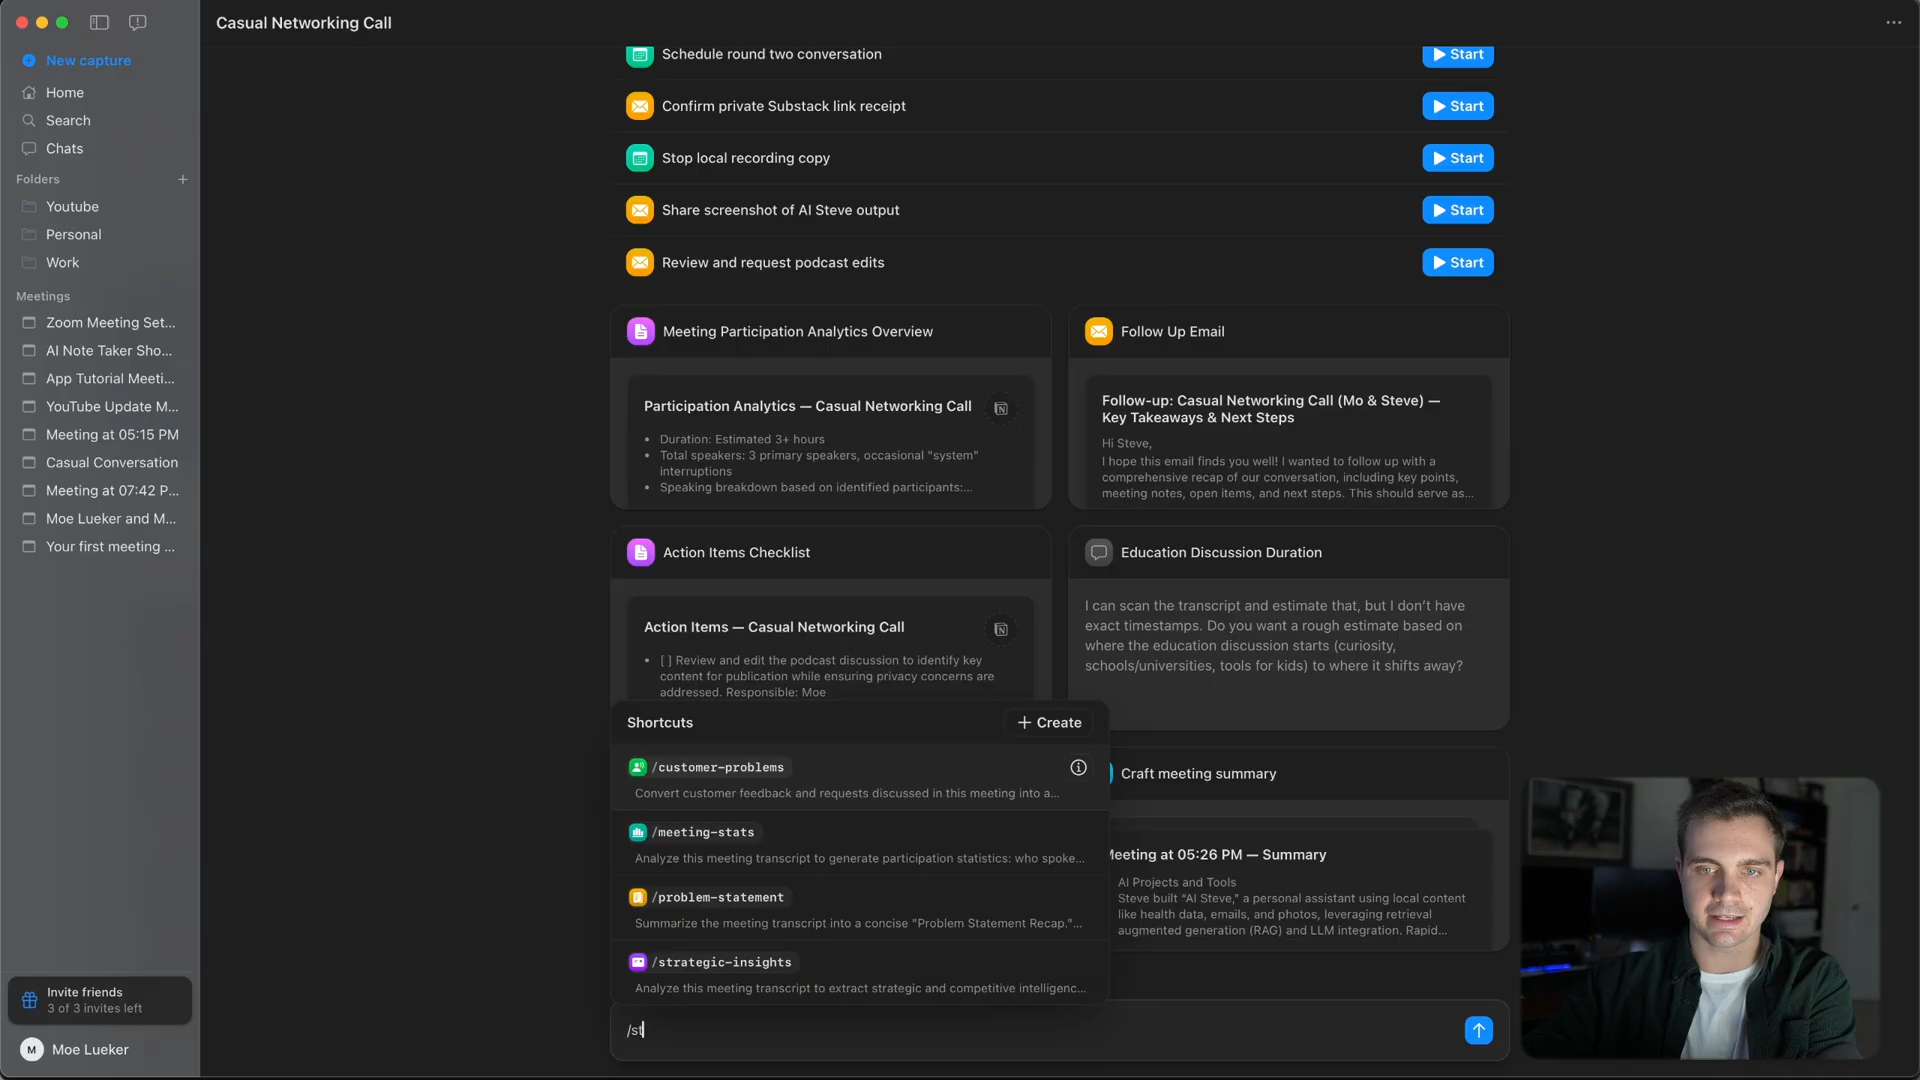 Casual Networking Call
New capture
Home
Search
Chats
Folders
Youtube
Personal
Work
Meetings
Zoom Meeting Set...
AI Note Taker Sho...
App Tutorial Meeti...
YouTube Update M...
Meeting at 05:15 PM
Casual Conversation
Meeting at 07:42 P...
Moe Lueker and M...
Your first meeting ...
Invite friends
3 of 3 invites left
M
Moe Lueker
Schedule round two conversation
Start
Confirm private Substack link receipt
Start
Stop local recording copy
Start
Share screenshot of AI Steve output
Start
Review and request podcast edits
Start
Meeting Participation Analytics Overview
Participation Analytics — Casual Networking Call
• Duration: Estimated 3+ hours
• Total speakers: 3 primary speakers, occasional "system"
interruptions
• Speaking breakdown based on identified participants:...
Follow Up Email
Follow-up: Casual Networking Call (Mo & Steve) —
Key Takeaways & Next Steps
Hi Steve,
I hope this email finds you well! I wanted to follow up with a
comprehensive recap of our conversation, including key points,
meeting notes, open items, and next steps. This should serve as...
Action Items Checklist
Action Items — Casual Networking Call
• [ ] Review and edit the podcast discussion to identify key
content for publication while ensuring privacy concerns are
addressed. Responsible: Moe
Education Discussion Duration
I can scan the transcript and estimate that, but I don't have
exact timestamps. Do you want a rough estimate based on
where the education discussion starts (curiosity,
schools/universities, tools for kids) to where it shifts away?
Shortcuts
+ Create
/customer-problems
Convert customer feedback and requests discussed in this meeting into a...
/meeting-stats
Analyze this meeting transcript to generate participation statistics: who spoke...
/problem-statement
Summarize the meeting transcript into a concise "Problem Statement Recap."...
/strategic-insights
Analyze this meeting transcript to extract strategic and competitive intelligenc...
Craft meeting summary
Meeting at 05:26 PM — Summary
AI Projects and Tools
Steve built "AI Steve," a personal assistant using local content
like health data, emails, and photos, leveraging retrieval
augmented generation (RAG) and LLM integration. Rapid...
/st